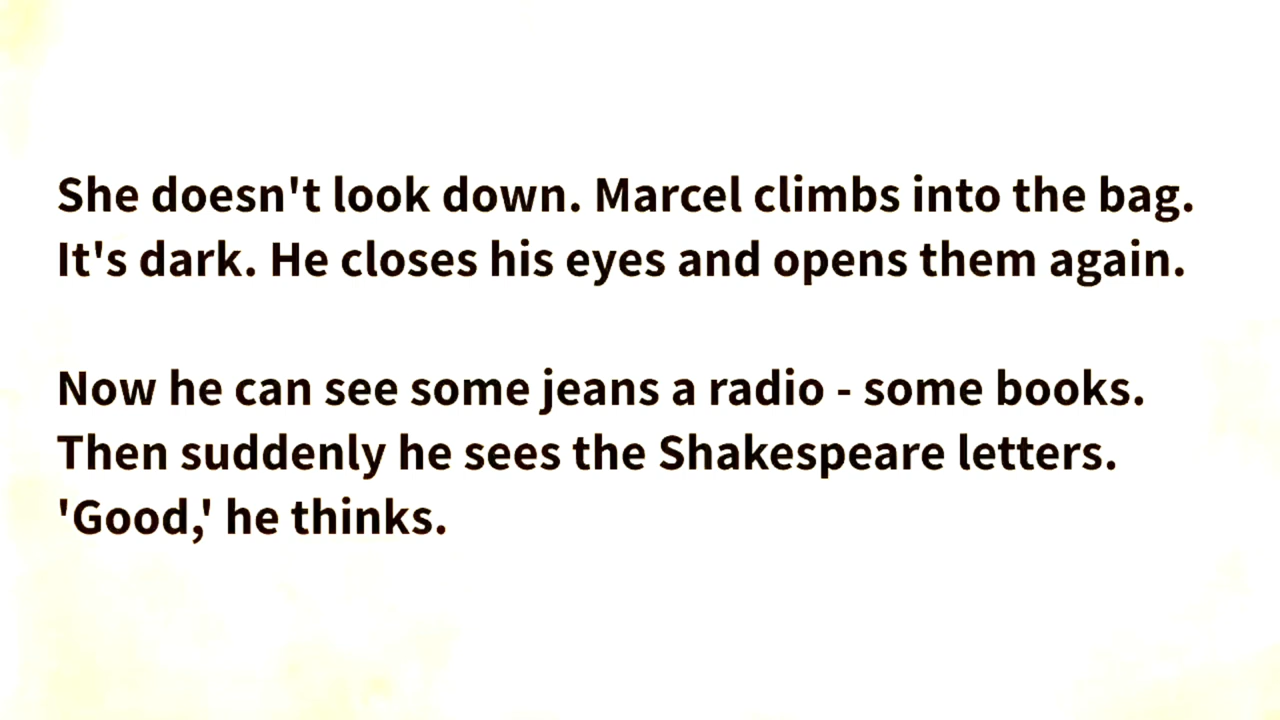 She doesn't look down. Marcel climbs into the bag.
It's dark. He closes his eyes and opens them again.
Now he can see some jeans a radio - some books.
Then suddenly he sees the Shakespeare letters.
'Good,' he thinks.